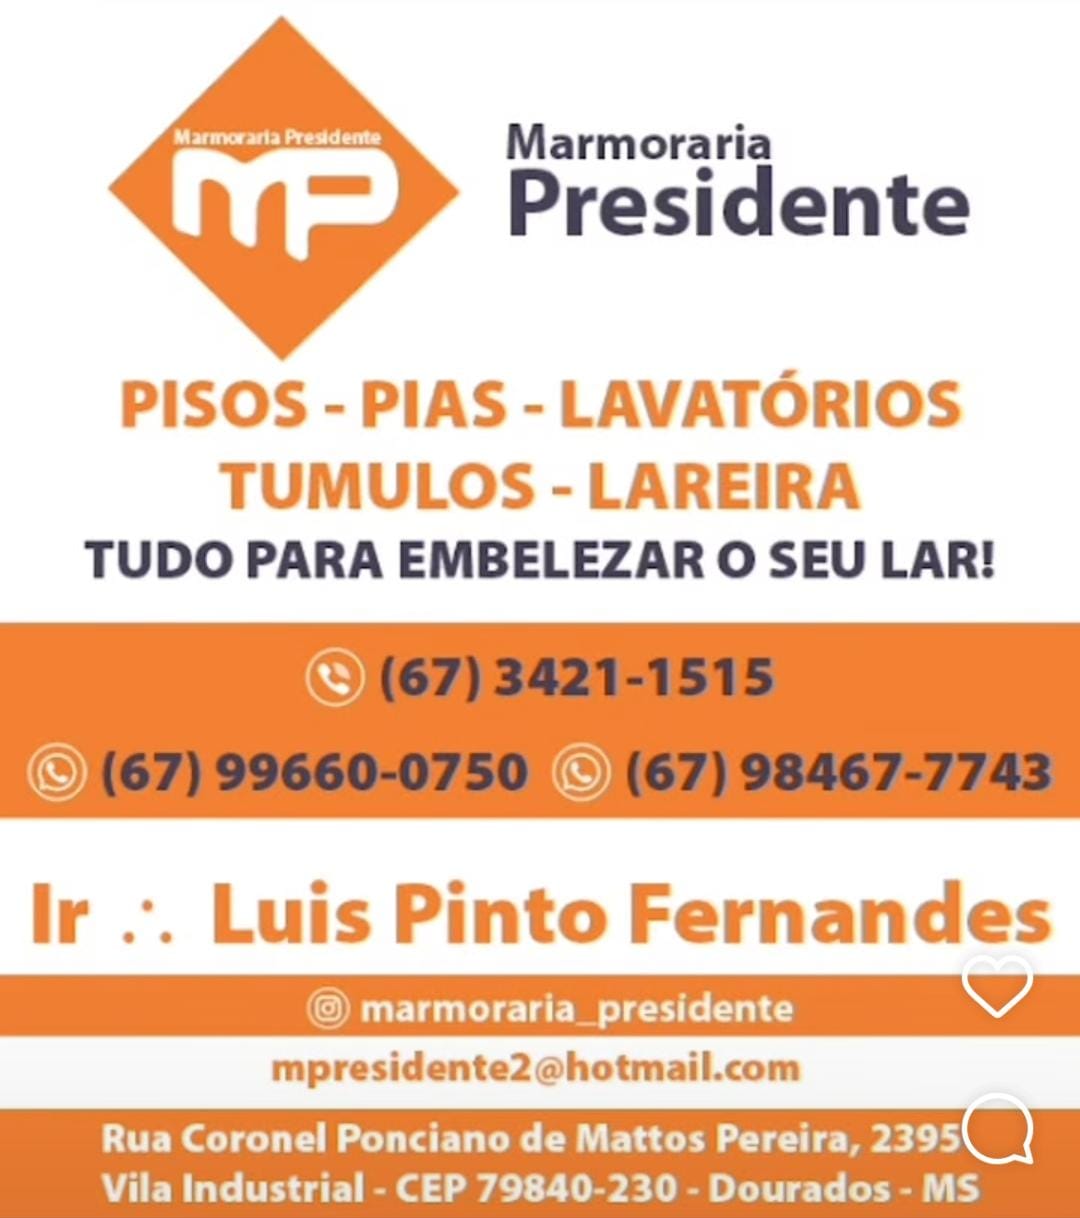 Marmoraria Presidente
MP
Marmoraria
Presidente
PISOS - PIAS - LAVATÓRIOS
TUMULOS - LAREIRA
TUDO PARA EMBELEZAR O SEU LAR!
(67) 3421-1515
(67) 99660-0750 (67) 98467-7743
Ir ∴ Luis Pinto Fernandes
marmoraria_presidente
mpresidente2@hotmail.com
Rua Coronel Ponciano de Mattos Pereira, 2395
Vila Industrial - CEP 79840-230 - Dourados - MS